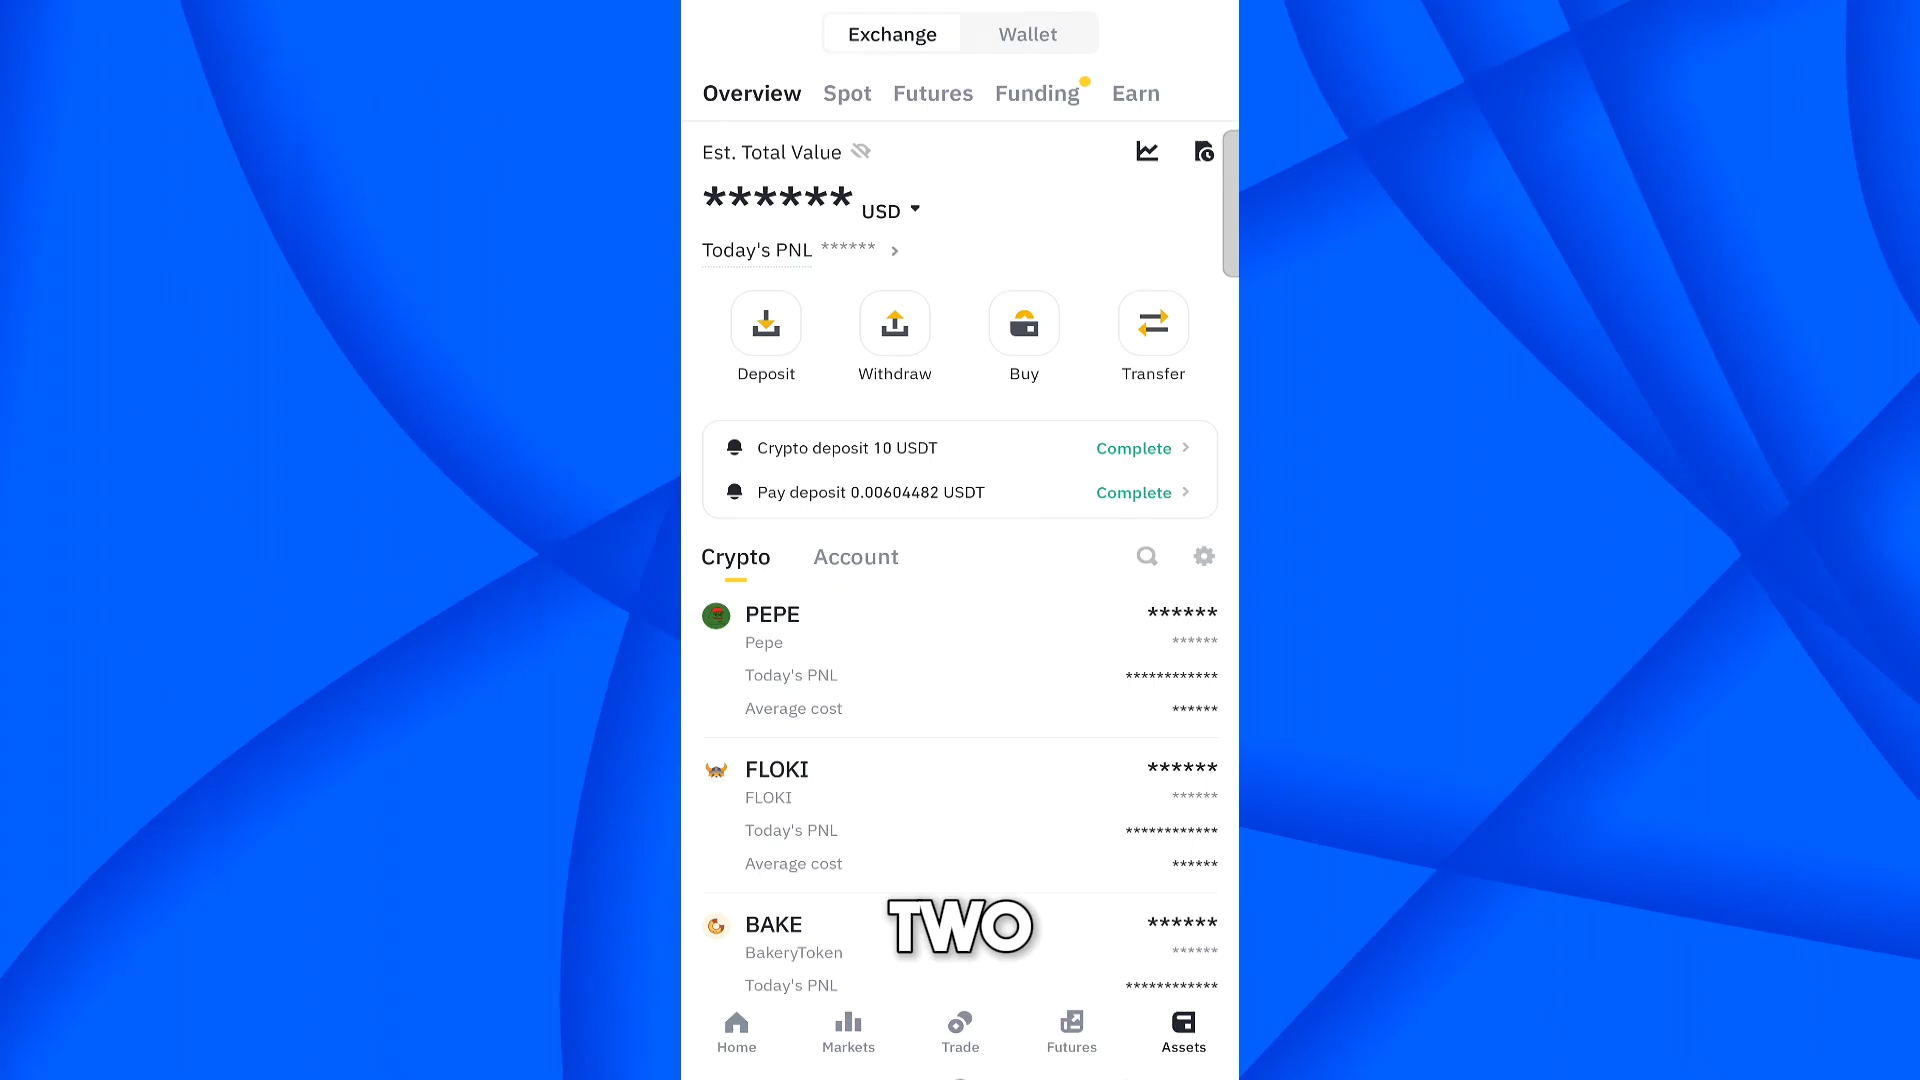 Exchange Wallet
Overview Spot Futures Funding Earn
Est. Total Value
****** USD
Today's PNL ****** >
Deposit Withdraw Buy Transfer
Crypto deposit 10 USDT Complete >
Pay deposit 0.00604482 USDT Complete >
Crypto Account
PEPE ******
Pepe ******
Today's PNL ************
Average cost ******
FLOKI ******
FLOKI ******
Today's PNL ************
Average cost ******
BAKE ******
TWO
BakeryToken ******
Today's PNL ************
Home Markets Trade Futures Assets